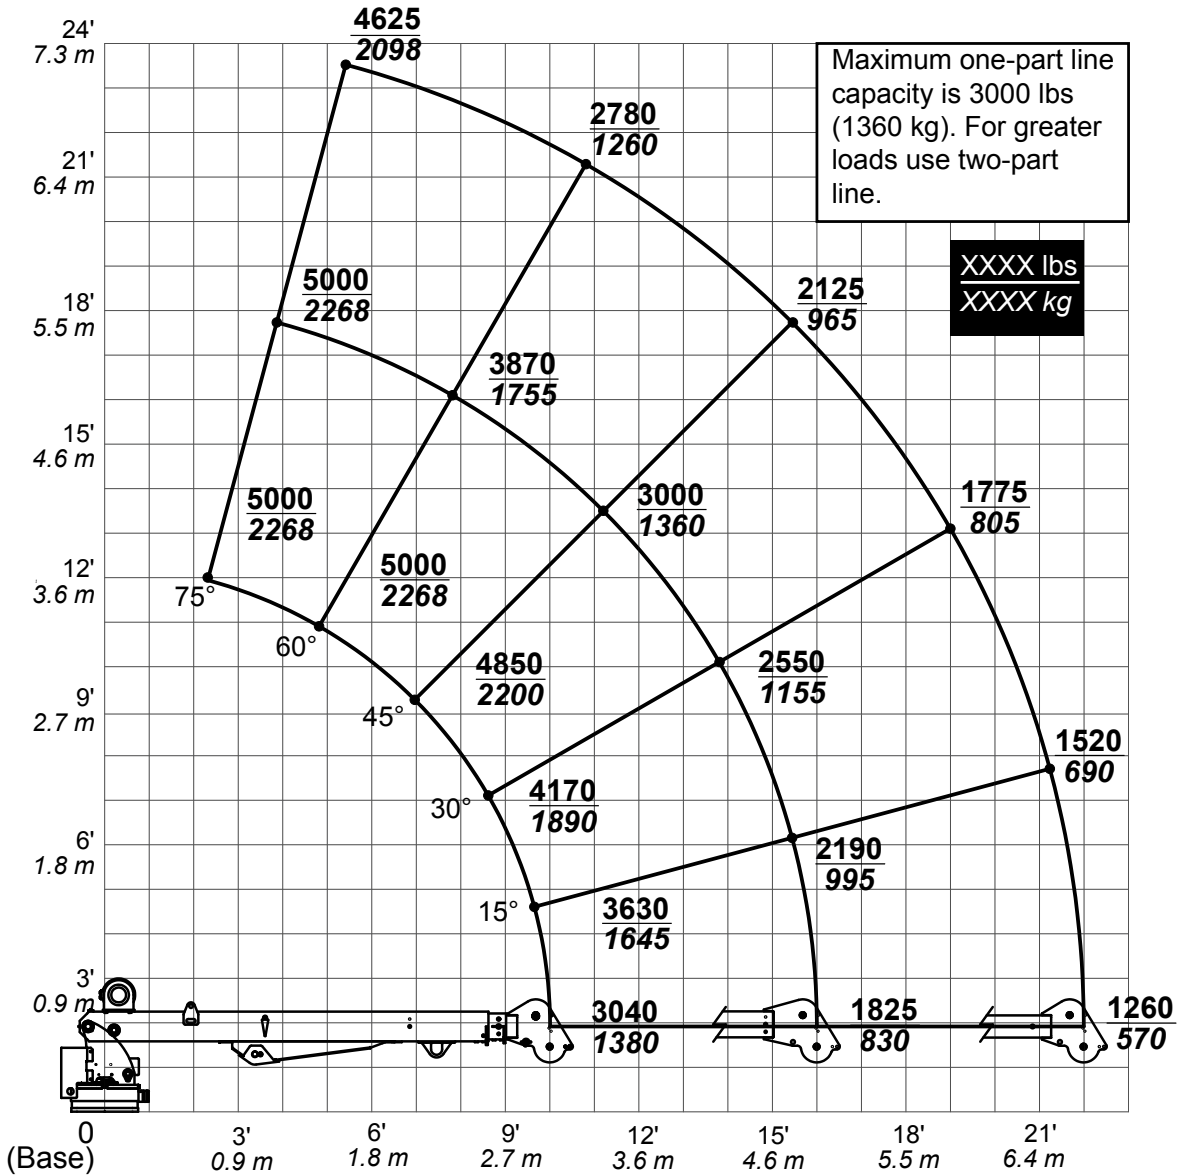 4625
24'
7.3 m
2098
Maximum one-part line
capacity is 3000 lbs
(1360 kg). For greater
loads use two-part
line.
2780
1260
21'
6.4 m
XXXX lbs
XXXX kg
5000
2268
18'
5.5 m
2125
965
3870
1755
15'
4.6 m
5000
2268
3000
1360
1775
805
12'
3.6 m
75°
5000
2268
60°
4850
2200
2550
1155
9'
2.7 m
45°
1520
690
30°
4170
1890
6'
1.8 m
2190
995
15°
3630
1645
3'
0.9 m
3040
1380
1825
830
1260
570
0
(Base)
3'
0.9 m
6'
1.8 m
9'
2.7 m
12'
3.6 m
15'
4.6 m
18'
5.5 m
21'
6.4 m